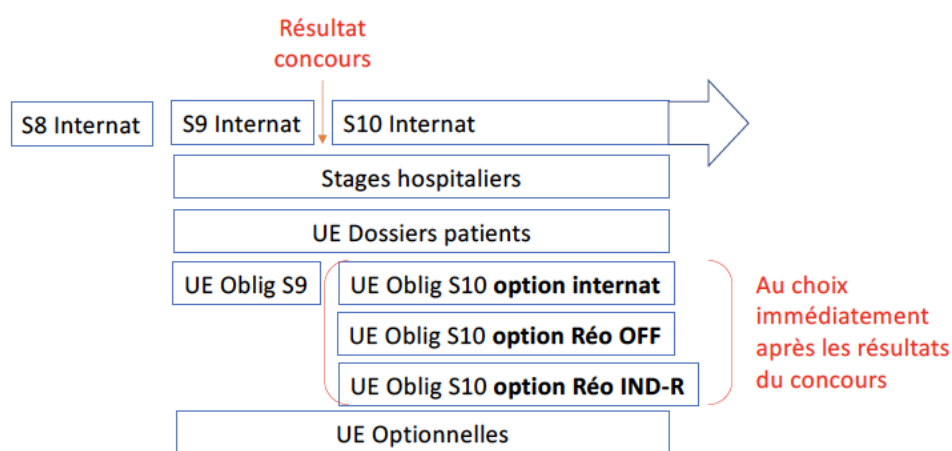 Résultat
concours
S8 Internat
S9 Internat
S10 Internat
Stages hospitaliers
UE Dossiers patients
UE Oblig S9
UE Oblig S10 option internat
UE Oblig S10 option Réo OFF
UE Oblig S10 option Réo IND-R
Au choix
immédiatement
après les résultats
du concours
UE Optionnelles